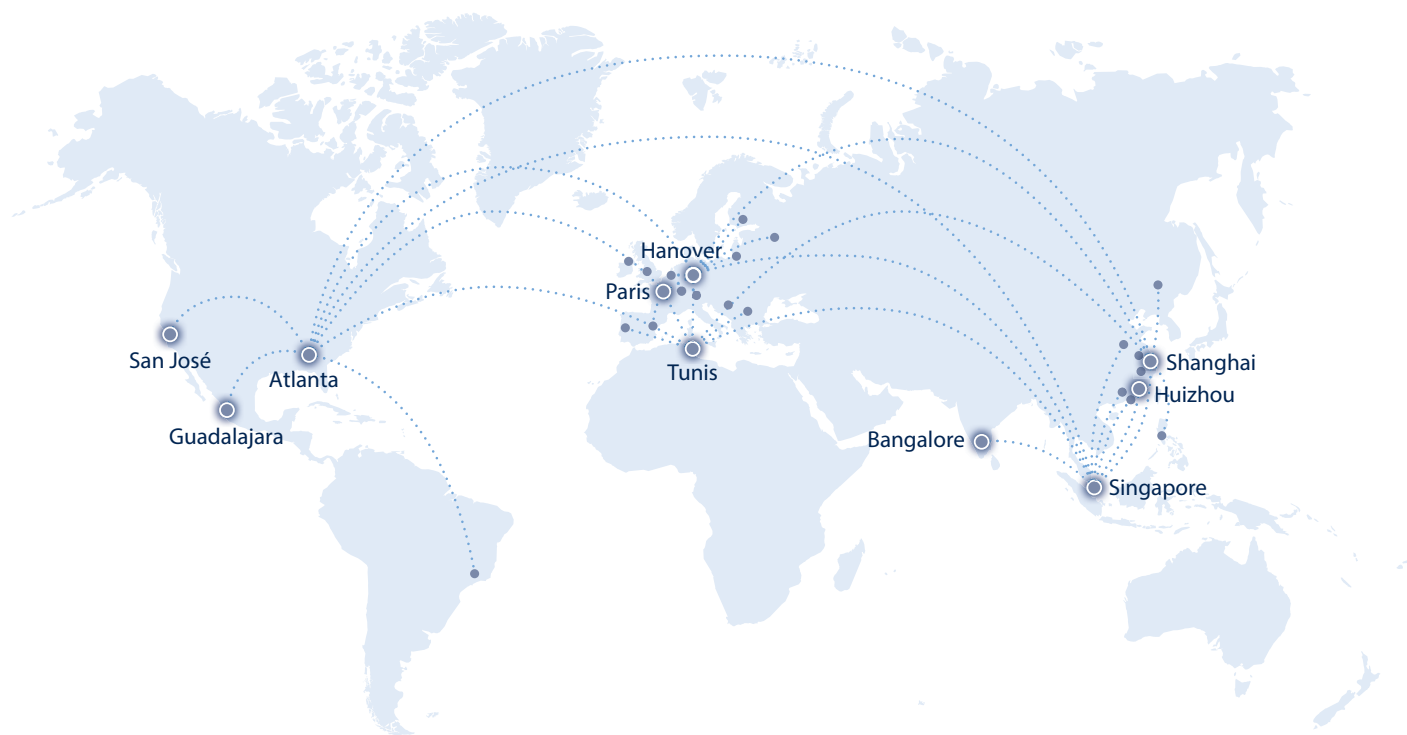 Hanover
Paris
San José
Atlanta
Tunis
Shanghai
Huizhou
Guadalajara
Bangalore
Singapore